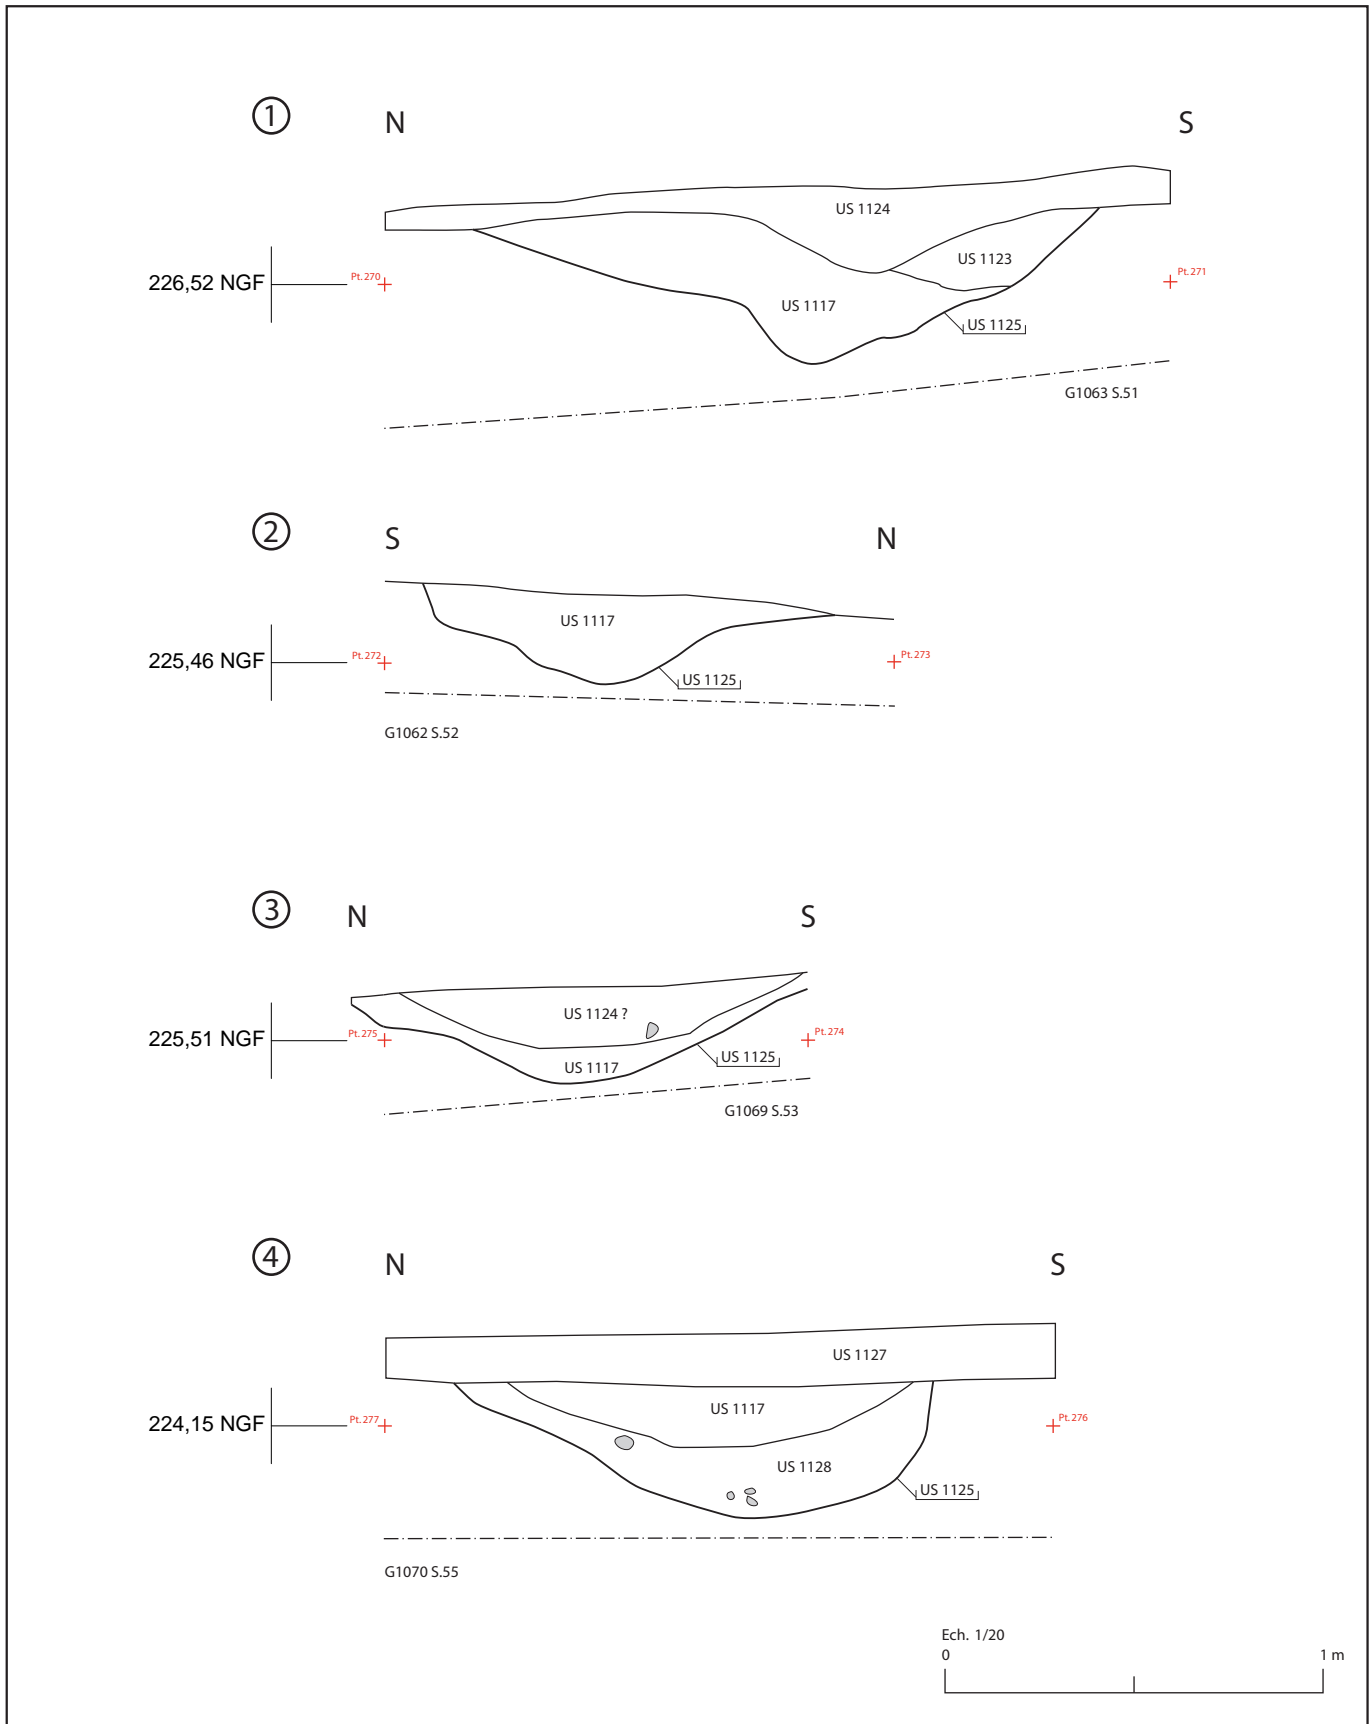 1
N
S
US 1124
US 1123
226,52 NGF
Pt.270
Pt.271
US 1117
US 1125
G1063 S.51
2
S
N
US 1117
225,46 NGF
Pt.272
Pt.273
US 1125
G1062 S.52
3
N
S
US 1124 ?
225,51 NGF
Pt.275
Pt.274
US 1125
US 1117
G1069 S.53
4
N
S
US 1127
US 1117
224,15 NGF
Pt.277
Pt.276
US 1128
US 1125
G1070 S.55
Ech. 1/20
0
1 m